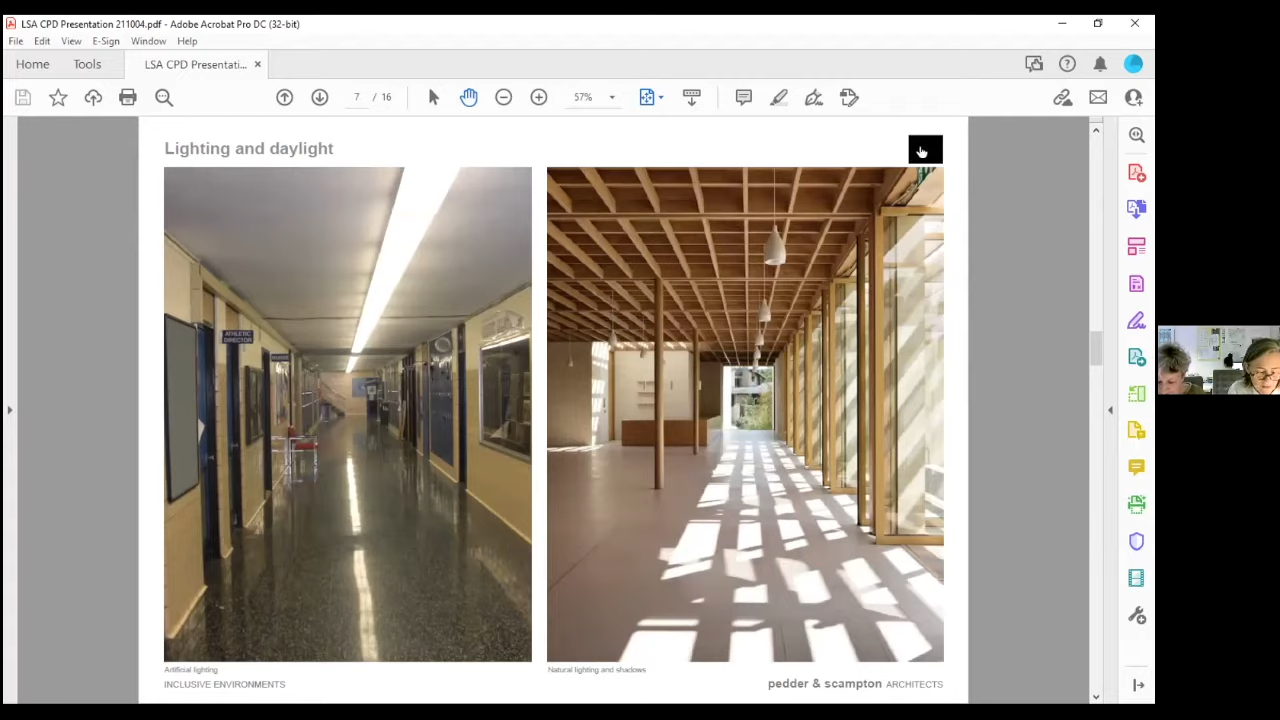 LSA CPD Presentation 211004.pdf - Adobe Acrobat Pro DC (32-bit)
File Edit View E-Sign Window Help
Home Tools LSA CPD Presentati... ×
7 / 16 57%
Lighting and daylight
ATHLETIC
DIRECTOR
Artificial lighting
Natural lighting and shadows
INCLUSIVE ENVIRONMENTS
pedder & scampton ARCHITECTS